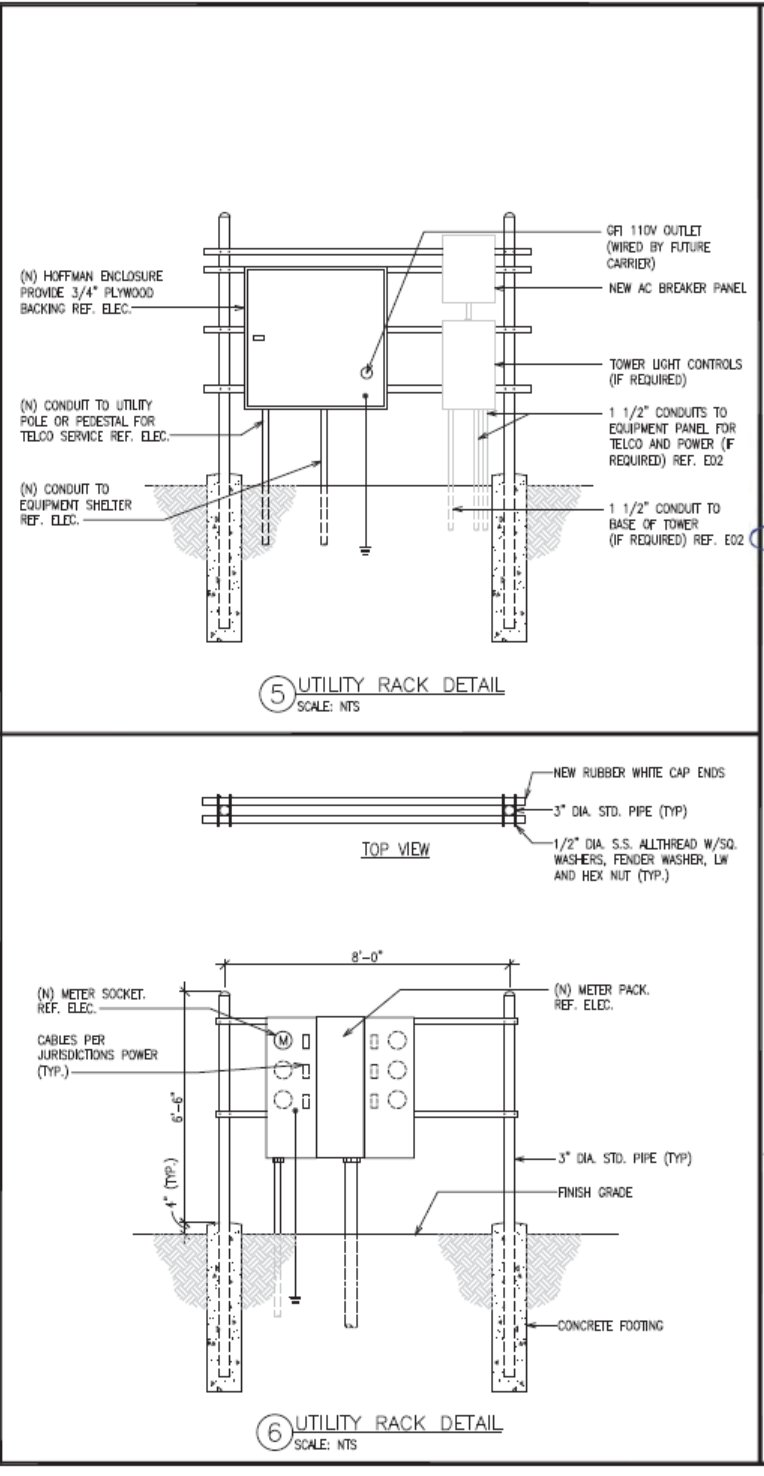 GFI 110V OUTLET
(WIRED BY FUTURE
CARRIER)
(N) HOFFMAN ENCLOSURE
PROVIDE 3/4" PLYWOOD
BACKING REF. ELEC.
NEW AC BREAKER PANEL
TOWER LIGHT CONTROLS
(IF REQUIRED)
(N) CONDUIT TO UTILITY
POLE OR PEDESTAL FOR
TELCO SERVICE REF. ELEC.
1 1/2" CONDUITS TO
EQUIPMENT PANEL FOR
TELCO AND POWER (IF
REQUIRED) REF. E02
(N) CONDUIT TO
EQUIPMENT SHELTER
REF. ELEC.
1 1/2" CONDUIT TO
BASE OF TOWER
(IF REQUIRED) REF. E02
5 UTILITY RACK DETAIL
SCALE: NTS
NEW RUBBER WHITE CAP ENDS
3" DIA. STD. PIPE (TYP)
1/2" DIA. S.S. ALLTHREAD W/SQ.
WASHERS, FENDER WASHER, LW
AND HEX NUT (TYP.)
TOP VIEW
8'-0"
(N) METER SOCKET.
REF. ELEC.
(N) METER PACK.
REF. ELEC.
M
CABLES PER
JURISDICTIONS POWER
(TYP.)
6'-6"
4" (TYP.)
3" DIA. STD. PIPE (TYP)
FINISH GRADE
CONCRETE FOOTING
6 UTILITY RACK DETAIL
SCALE: NTS